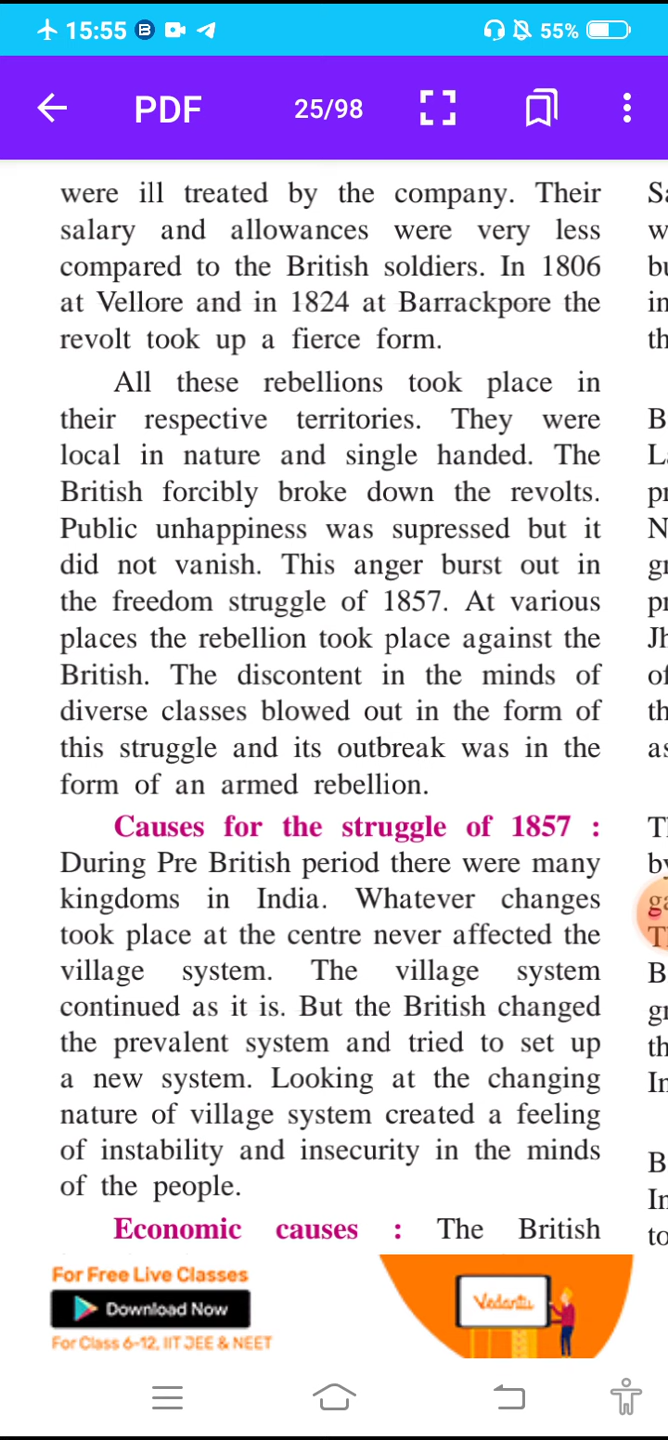 15:55
55%
PDF
25/98
were ill treated by the company. Their
salary and allowances were very less
compared to the British soldiers. In 1806
at Vellore and in 1824 at Barrackpore the
revolt took up a fierce form.
All these rebellions took place in
their respective territories. They were
local in nature and single handed. The
British forcibly broke down the revolts.
Public unhappiness was supressed but it
did not vanish. This anger burst out in
the freedom struggle of 1857. At various
places the rebellion took place against the
British. The discontent in the minds of
diverse classes blowed out in the form of
this struggle and its outbreak was in the
form of an armed rebellion.
Causes for the struggle of 1857 :
During Pre British period there were many
kingdoms in India. Whatever changes
took place at the centre never affected the
village system. The village system
continued as it is. But the British changed
the prevalent system and tried to set up
a new system. Looking at the changing
nature of village system created a feeling
of instability and insecurity in the minds
of the people.
Economic causes : The British
For Free Live Classes
Download Now
For Class 6-12, IIT JEE & NEET
Vedantu